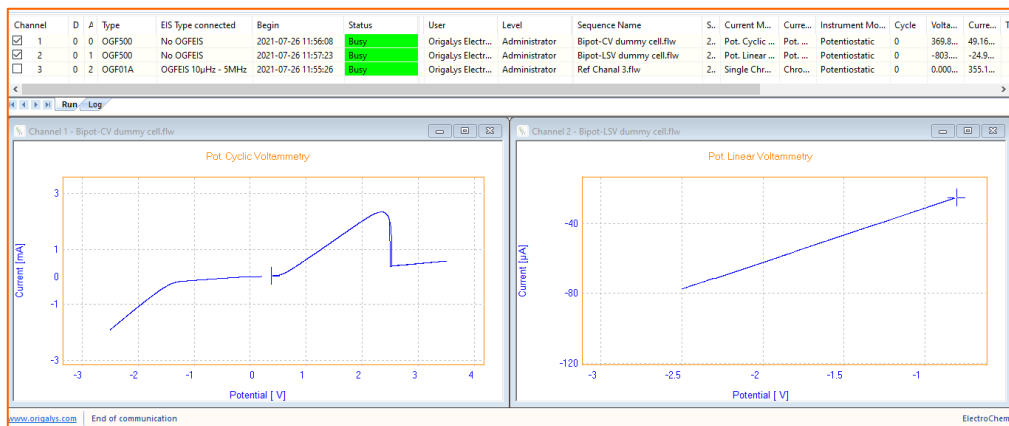 Channel D A Type EIS Type connected Begin Status User Level Sequence Name S.. Current M... Curre... Instrument Mo... Cycle Volta... Curre... T
1 0 0 OGF500 No OGFEIS 2021-07-26 11:56:08 Busy OrigaLys Electr... Administrator Bipot-CV dummy cell.flw 2.. Pot. Cyclic ... Pot. ... Potentiostatic 0 369.8... 49.16...
2 0 1 OGF500 No OGFEIS 2021-07-26 11:57:23 Busy OrigaLys Electr... Administrator Bipot-LSV dummy cell.flw 2.. Pot. Linear ... Pot. ... Potentiostatic 0 -803.... -24.9...
3 0 2 OGF01A OGFEIS 10µHz - 5MHz 2021-07-26 11:55:26 Busy OrigaLys Electr... Administrator Ref Chanal 3.flw 2.. Single Chr... Chro... Potentiostatic 0 0.000... 355.1...
Run Log
Channel 1 - Bipot-CV dummy cell.flw
Pot. Cyclic Voltammetry
Current [mA]
3
1
0
-1
-3
-3 -2 -1 0 1 2 3 4
Potential [ V]
Channel 2 - Bipot-LSV dummy cell.flw
Pot. Linear Voltammetry
Current [µA]
-40
-80
-120
-3 -2.5 -2 -1.5 -1
Potential [ V]
www.origalys.com End of communication ElectroChem